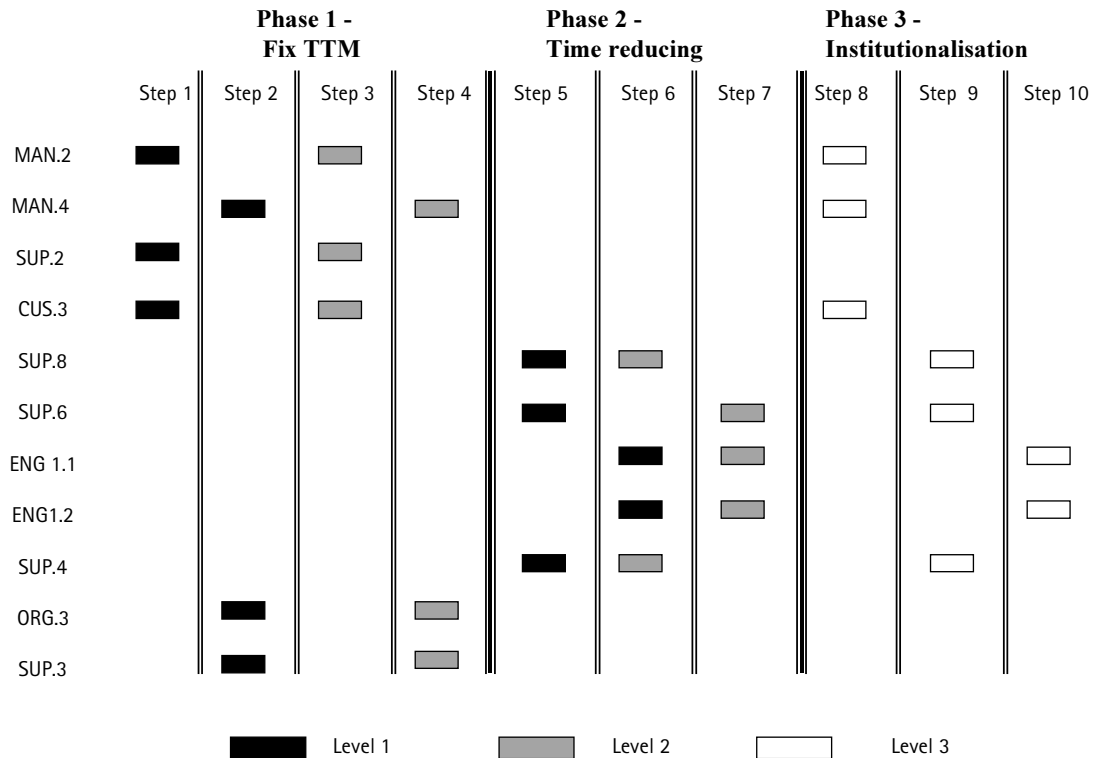 Phase 1 -
Fix TTM
Phase 2 -
Time reducing
Phase 3 -
Institutionalisation
Step 1 Step 2 Step 3 Step 4 Step 5 Step 6 Step 7 Step 8 Step 9 Step 10
MAN.2
MAN.4
SUP.2
CUS.3
SUP.8
SUP.6
ENG 1.1
ENG1.2
SUP.4
ORG.3
SUP.3
Level 1 Level 2 Level 3